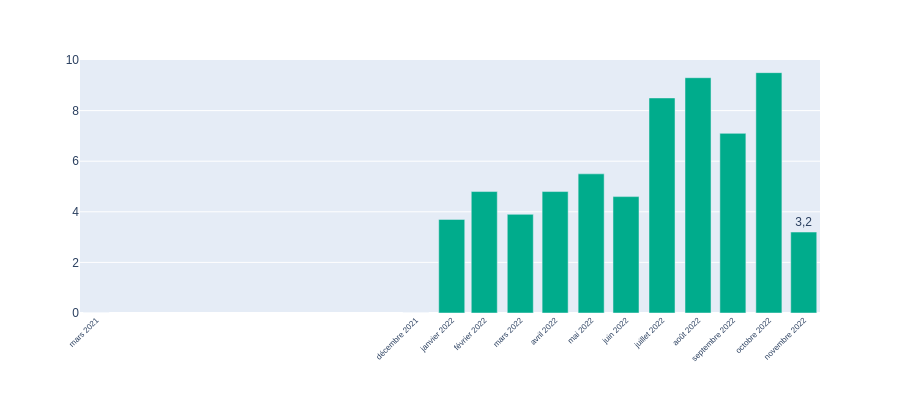 10
8
6
4
2
0
3,2
mars 2021
décembre 2021
janvier 2022
février 2022
mars 2022
avril 2022
mai 2022
juin 2022
juillet 2022
août 2022
septembre 2022
octobre 2022
novembre 2022